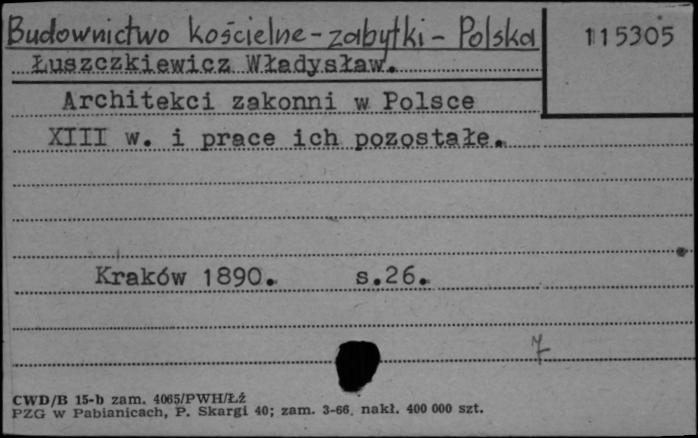 Budownictwo kościelne - zabytki - Polska
115305
Łuszczkiewicz Władysław.
Architekci zakonni w Polsce
XIII w. i prace ich pozostałe.
Kraków 1890. s.26.
7
CWD/B 15-b zam. 4065/PWH/Łź
PZG w Pabianicach, P. Skargi 40; zam. 3-66. nakł. 400 000 szt.